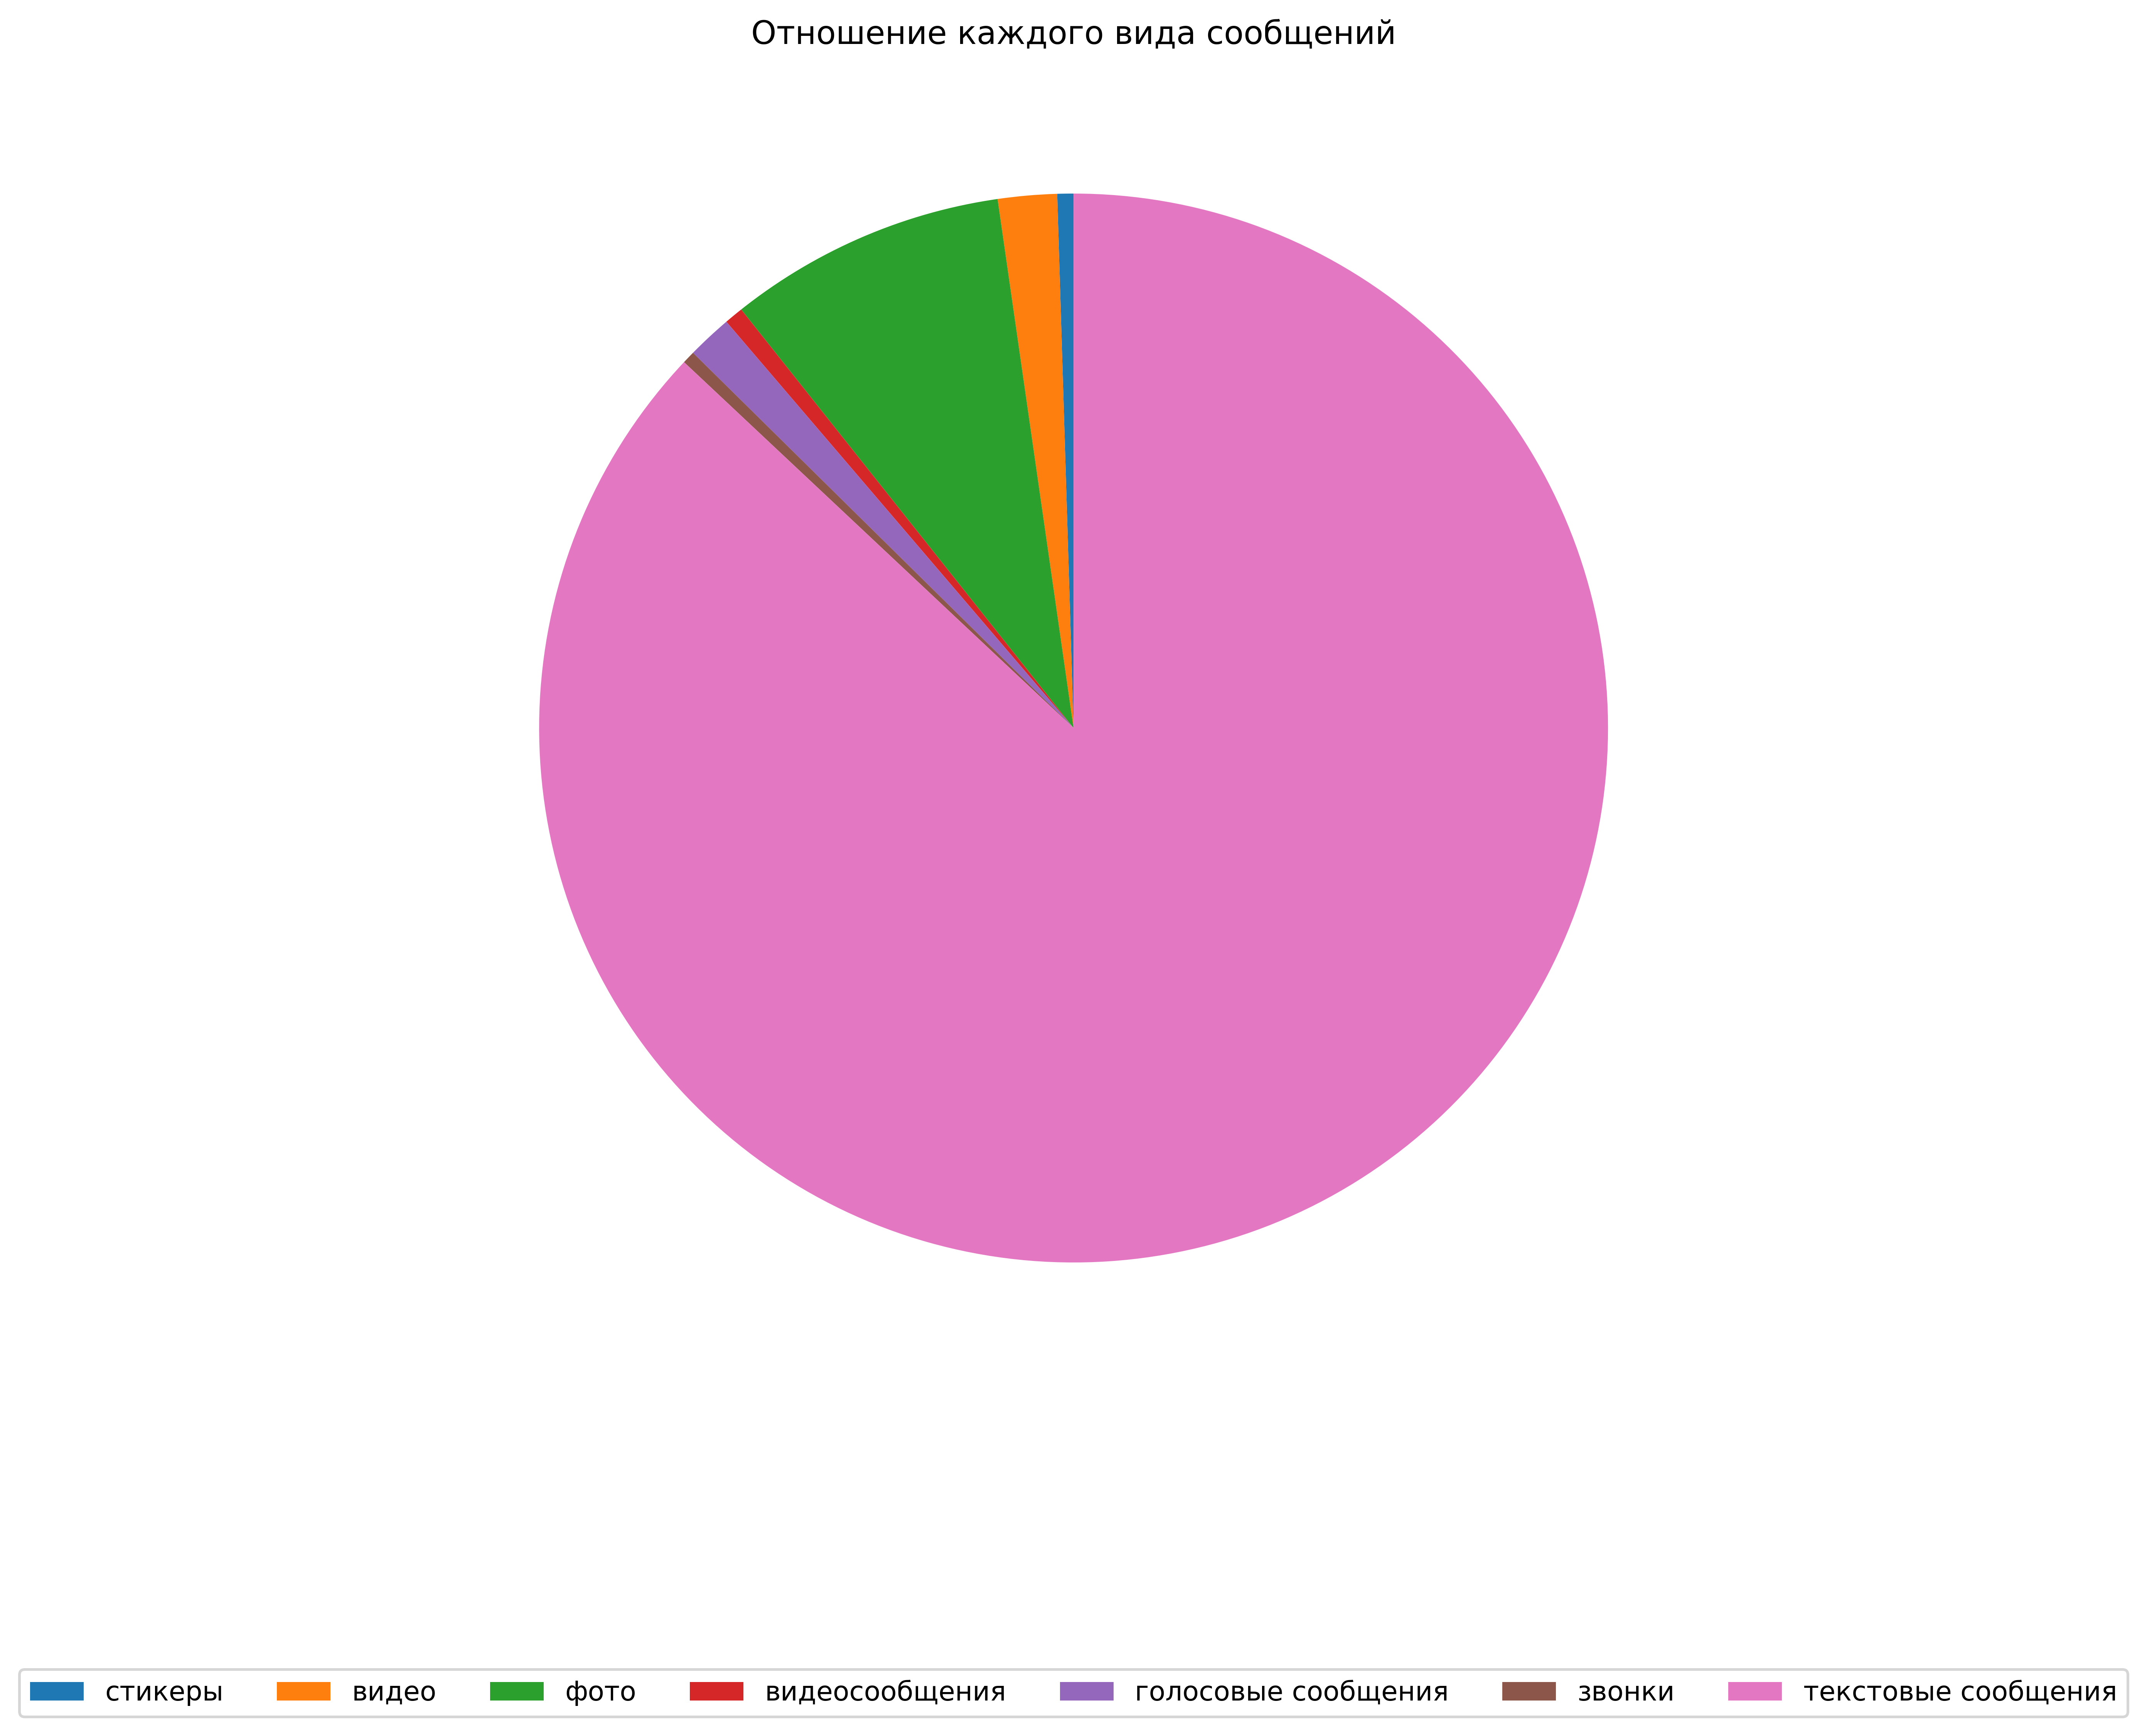 Отношение каждого вида сообщений
стикеры видео фото видеосообщения голосовые сообщения звонки текстовые сообщения